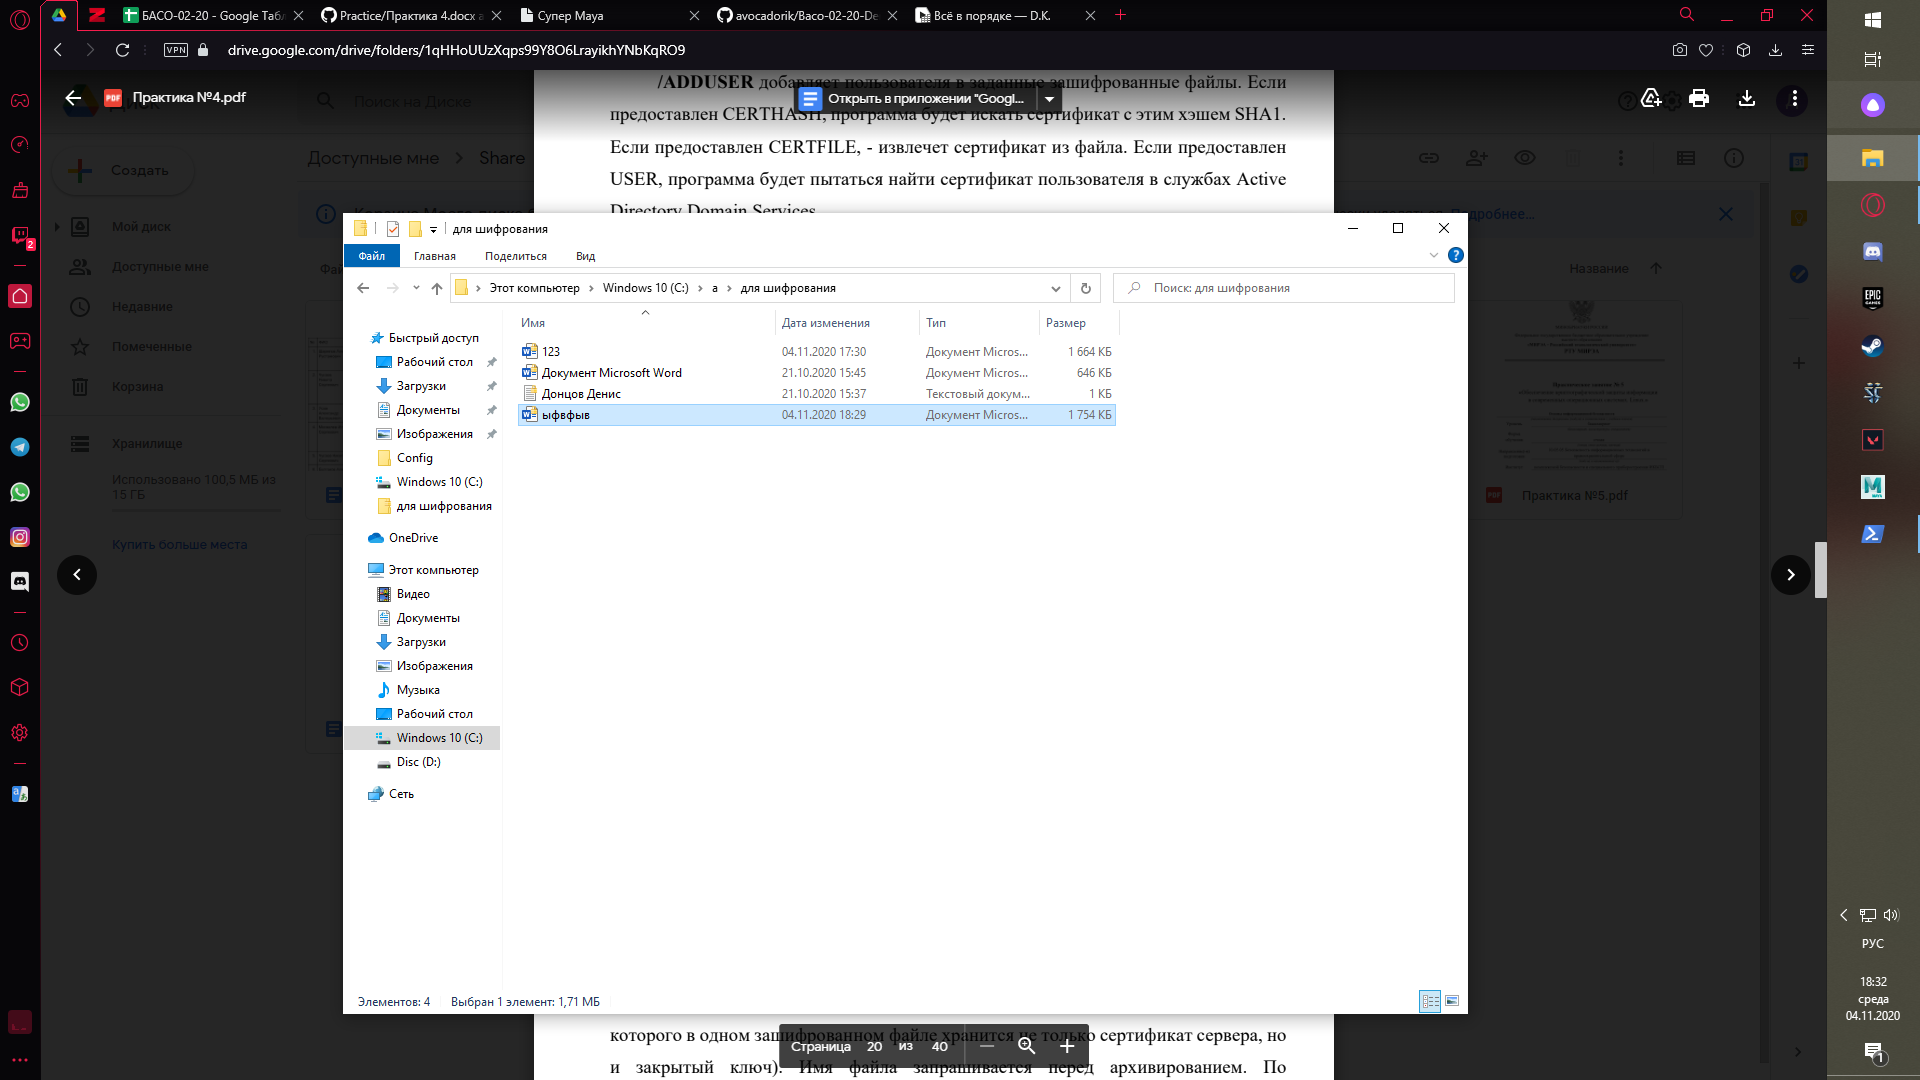 БАСО-02-20 - Google Табл
Practice/Практика 4.docx а
Супер Мауа
avocadorik/Baco-02-20-De
Всё в порядке — D.K.
VPN
drive.google.com/drive/folders/1qHHoUUzXqps99Y8O6LrayikhYNbKqRO9
/ADDUSER добавляет пользователя в заданные зашифрованные файлы. Если
PDF
Практика №4.pdf
Поиск на Диске
Открыть в приложении "Googl...
предоставлен CERTHASH, программа будет искать сертификат с этим хэшем SHA1.
Если предоставлен CERTFILE, - извлечет сертификат из файла. Если предоставлен
Доступные мне
Share
USER, программа будет пытаться найти сертификат пользователя в службах Active
Directory Domain Services.
Создать
Подробнее...
Мой диск
Доступные мне
Недавние
Помеченные
Корзина
Хранилище
Использовано 100,5 МБ из
15 ГБ
Купить больше места
Название
Практика №5.pdf
2
для шифрования
Файл
Главная
Поделиться
Вид
Этот компьютер
Windows 10 (C:)
а
для шифрования
Поиск: для шифрования
Имя
Дата изменения
Тип
Размер
123
04.11.2020 17:30
Документ Micros...
1 664 КБ
Документ Microsoft Word
21.10.2020 15:45
Документ Micros...
646 КБ
Донцов Денис
21.10.2020 15:37
Текстовый докум...
1 КБ
ыфвфыв
04.11.2020 18:29
Документ Micros...
1 754 КБ
Быстрый доступ
Рабочий стол
Загрузки
Документы
Изображения
Config
Windows 10 (C:)
для шифрования
OneDrive
Этот компьютер
Видео
Документы
Загрузки
Изображения
Музыка
Рабочий стол
Windows 10 (C:)
Disc (D:)
Сеть
Элементов: 4
Выбран 1 элемент: 1,71 МБ
которого в одном зашифрованном файле хранится не только сертификат сервера, но
Страница 20 из 40
и закрытый ключ). Имя файла запрашивается перед архивированием. По
EPIC
GAMES
РУС
18:32
среда
04.11.2020
1